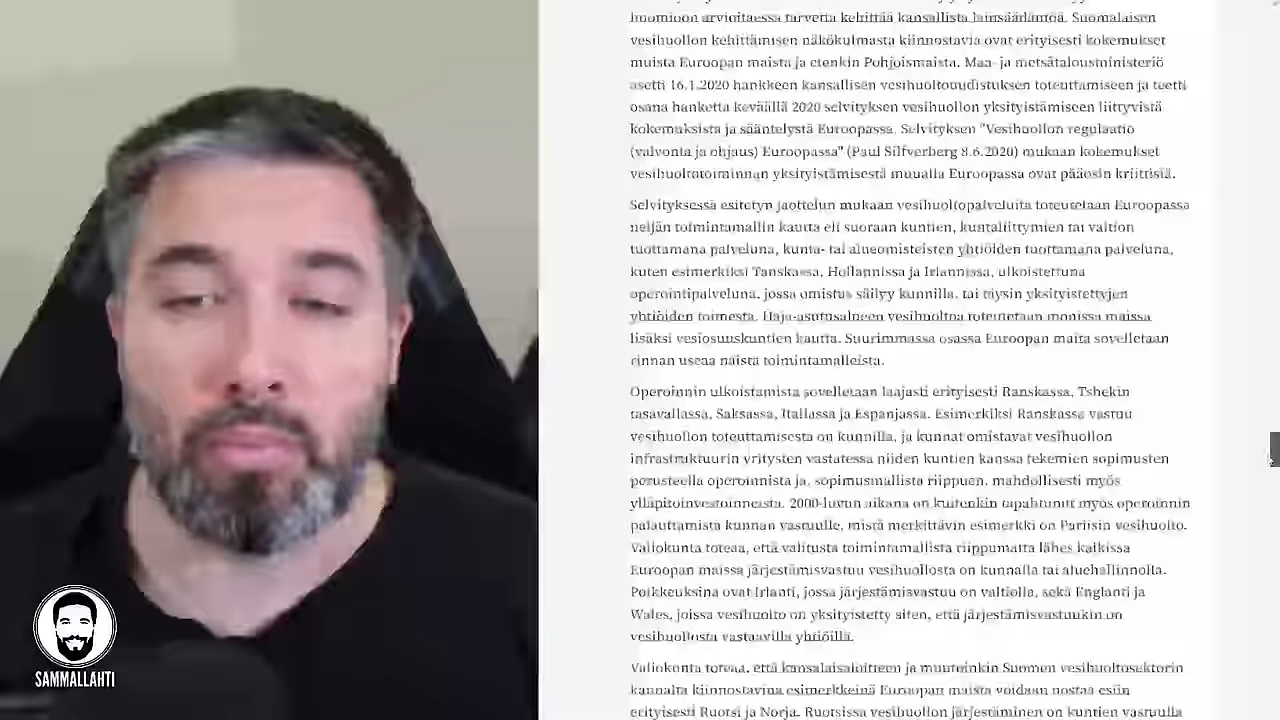 huomioon arvioitaessa tarvetta kehittää kansallista lainsäädäntöä. Suomalaisen
vesihuollon kehittämisen näkökulmasta kiinnostavia ovat erityisesti kokemukset
muista Euroopan maista ja etenkin Pohjoismaista. Maa- ja metsätalousministeriö
asetti 16.1.2020 hankkeen kansallisen vesihuoltouudistuksen toteuttamiseen ja teetti
osana hanketta keväällä 2020 selvityksen vesihuollon yksityistämiseen liittyvistä
kokemuksista ja sääntelystä Euroopassa. Selvityksen "Vesihuollon regulaatio
(valvonta ja ohjaus) Euroopassa" (Paul Silfverberg 8.6.2020) mukaan kokemukset
vesihuoltotoiminnan yksityistämisestä muualla Euroopassa ovat pääosin kriittisiä.
Selvityksessä esitetyn jaottelun mukaan vesihuoltopalveluita toteutetaan Euroopassa
neljän toimintamallin kautta eli suoraan kuntien, kuntaliittymien tai valtion
tuottamana palveluna, kunta- tai alueomisteisten yhtiöiden tuottamana palveluna,
kuten esimerkiksi Tanskassa, Hollannissa ja Irlannissa, ulkoistettuna
operointipalveluna, jossa omistus säilyy kunnilla, tai täysin yksityistettyjen
yhtiöiden toimesta. Haja-asutusalueen vesihuoltoa toteutetaan monissa maissa
lisäksi vesiosuuskuntien kautta. Suurimmassa osassa Euroopan maita sovelletaan
rinnan useaa näistä toimintamalleista.
Operoinnin ulkoistamista sovelletaan laajasti erityisesti Ranskassa, Tshekin
tasavallassa, Saksassa, Italiassa ja Espanjassa. Esimerkiksi Ranskassa vastuu
vesihuollon toteuttamisesta on kunnilla, ja kunnat omistavat vesihuollon
infrastruktuurin yritysten vastatessa niiden kuntien kanssa tekemien sopimusten
perusteella operoinnista ja, sopimusmallista riippuen, mahdollisesti myös
ylläpitoinvestoinneista. 2000-luvun aikana on kuitenkin tapahtunut myös operoinnin
palauttamista kunnan vastuulle, mistä merkittävin esimerkki on Pariisin vesihuolto.
Valiokunta toteaa, että valitusta toimintamallista riippumatta lähes kaikissa
Euroopan maissa järjestämisvastuu vesihuollosta on kunnalla tai aluehallinnolla.
Poikkeuksina ovat Irlanti, jossa järjestämisvastuu on valtiolla, sekä Englanti ja
Wales, joissa vesihuolto on yksityistetty siten, että järjestämisvastuukin on
vesihuollosta vastaavilla yhtiöillä.
Valiokunta toteaa, että kansalaisaloitteen ja muutoinkin Suomen vesihuoltosektorin
kannalta kiinnostavina esimerkkeinä Euroopan maista voidaan nostaa esiin
erityisesti Ruotsi ja Norja. Ruotsissa vesihuollon järjestäminen on kuntien vastuulla
SAMMALLAHTI